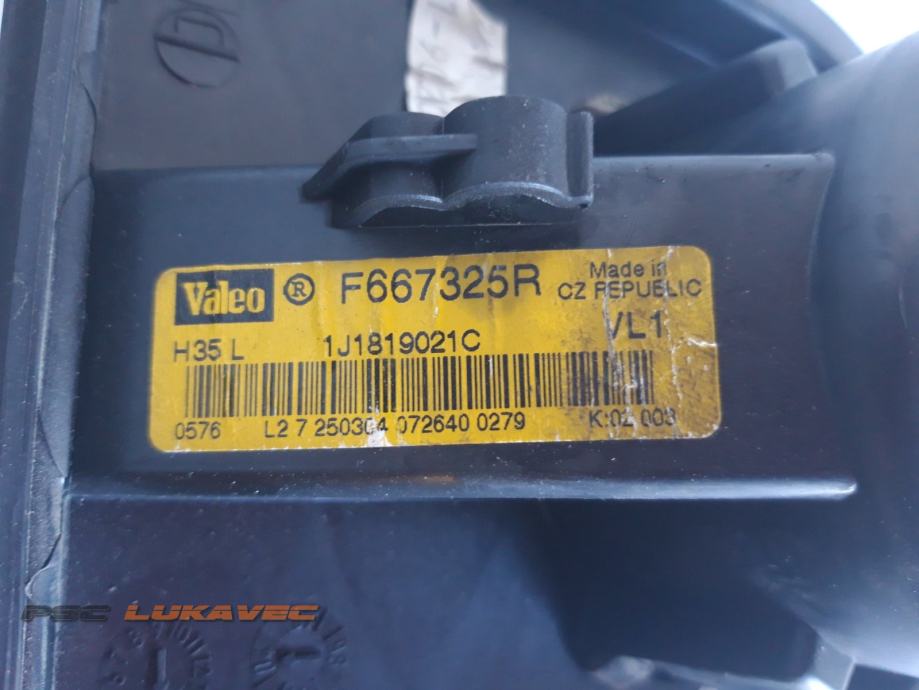 Valeo ® F667325R Made in
CZ REPUBLIC
H35 L 1J1819021C VL1
0576 L2 7 250304 072640 0279 K:02 003
PSC LUKAVEC